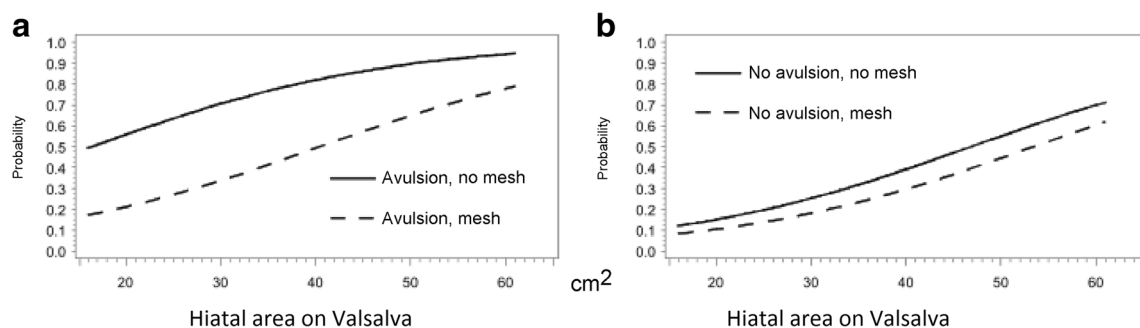 a
Probability
1.0
0.9
0.8
0.7
0.6
0.5
0.4
0.3
0.2
0.1
0.0
Avulsion, no mesh
Avulsion, mesh
20
30
40
50
60
cm2
Hiatal area on Valsalva
b
Probability
1.0
0.9
0.8
0.7
0.6
0.5
0.4
0.3
0.2
0.1
0.0
No avulsion, no mesh
No avulsion, mesh
20
30
40
50
60
Hiatal area on Valsalva